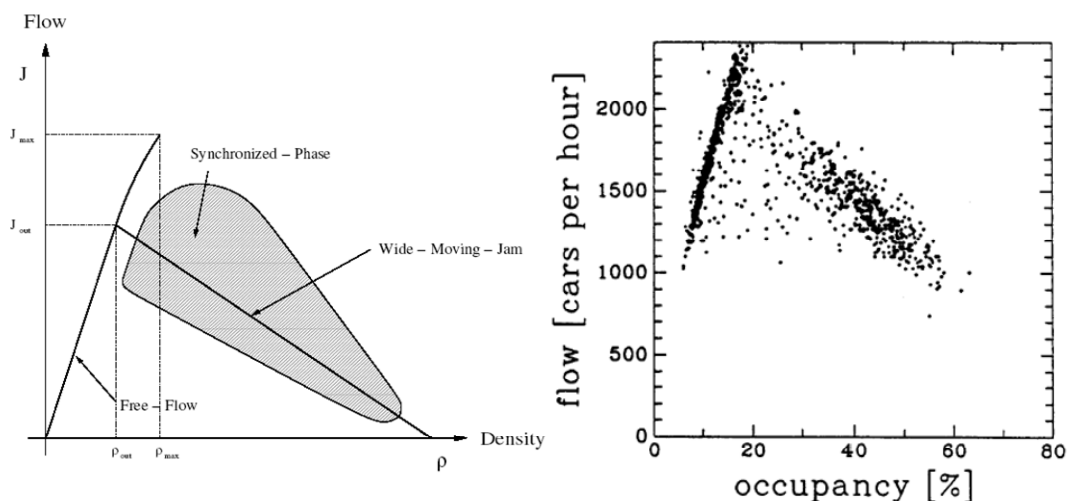 Flow
J
J max
Synchronized – Phase
J out
Wide – Moving – Jam
Free – Flow
Density
ρ out
ρ max
ρ
flow [cars per hour]
2000
1500
1000
500
0
0
20
40
60
80
occupancy [%]